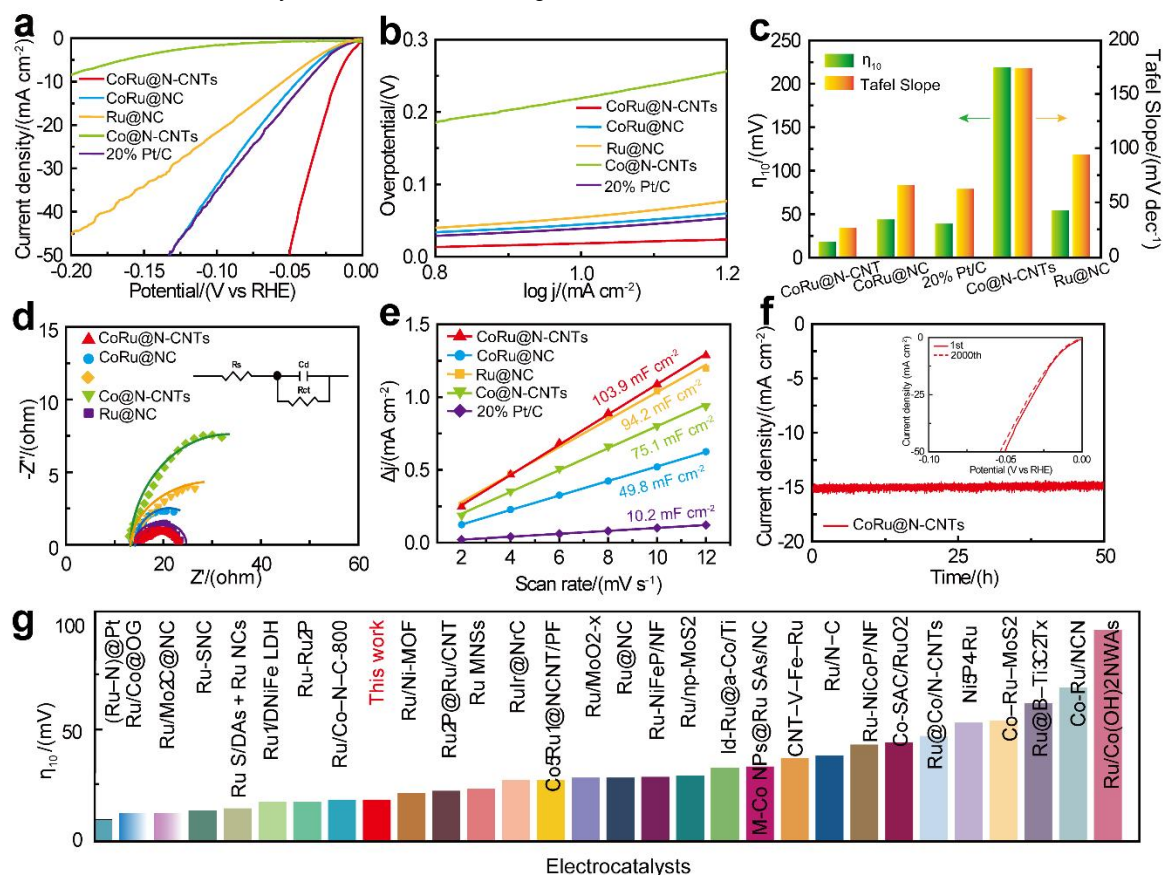 a
Current density/(mA cm-2)
0
-10
-20
-30
-40
-50
CoRu@N-CNTs
CoRu@NC
Ru@NC
Co@N-CNTs
20% Pt/C
-0.20
-0.15
-0.10
-0.05
0.00
Potential/(V vs RHE)
b
Overpotential/(V)
0.3
0.2
0.1
0.0
CoRu@N-CNTs
CoRu@NC
Ru@NC
Co@N-CNTs
20% Pt/C
0.8
1.0
1.2
log j/(mA cm-2)
c
η10/(mV)
250
225
200
150
100
50
0
η10
Tafel Slope
200
150
100
50
0
Tafel Slope/(mV dec-1)
CoRu@N-CNT
CoRu@NC
20% Pt/C
Co@N-CNTs
Ru@NC
d
-Z''/(ohm)
15
10
5
0
CoRu@N-CNTs
CoRu@NC
Co@N-CNTs
Ru@NC
Rs
Cd
Rct
0
20
40
60
Z'/(ohm)
e
Δj/(mA cm-2)
1.5
1.0
0.5
0.0
CoRu@N-CNTs
CoRu@NC
Ru@NC
Co@N-CNTs
20% Pt/C
103.9 mF cm-2
94.2 mF cm-2
75.1 mF cm-2
49.8 mF cm-2
10.2 mF cm-2
2
4
6
8
10
12
Scan rate/(mV s-1)
f
Current density/(mA cm-2)
0
-5
-10
-15
-20
Current density (mA cm-2)
0
-25
-50
1st
2000th
-0.10
-0.05
0.00
Potential (V vs RHE)
CoRu@N-CNTs
0
25
50
Time/(h)
g
η10/(mV)
100
50
0
(Ru–N)@Pt
Ru/Co@OG
Ru/Mo2C@NC
Ru-SNC
Ru S/DAs + Ru NCs
Ru1/DNiFe LDH
Ru-Ru2P
Ru/Co–N–C-800
This work
Ru/Ni-MOF
Ru2P@Ru/CNT
Ru MNSs
RuIr@NrC
Co5Ru1@NCNT/PF
Ru/MoO2-x
Ru@NC
Ru-NiFeP/NF
Ru/np-MoS2
ld-Ru@a-Co/Ti
M-Co NPs@Ru SAs/NC
CNT–V–Fe–Ru
Ru/N–C
Ru-NiCoP/NF
Co-SAC/RuO2
Ru@Co/N-CNTs
Ni5P4-Ru
Co–Ru–MoS2
Ru@B–Ti3C2Tx
Co-Ru/NCN
Ru/Co(OH)2NWAs
Electrocatalysts